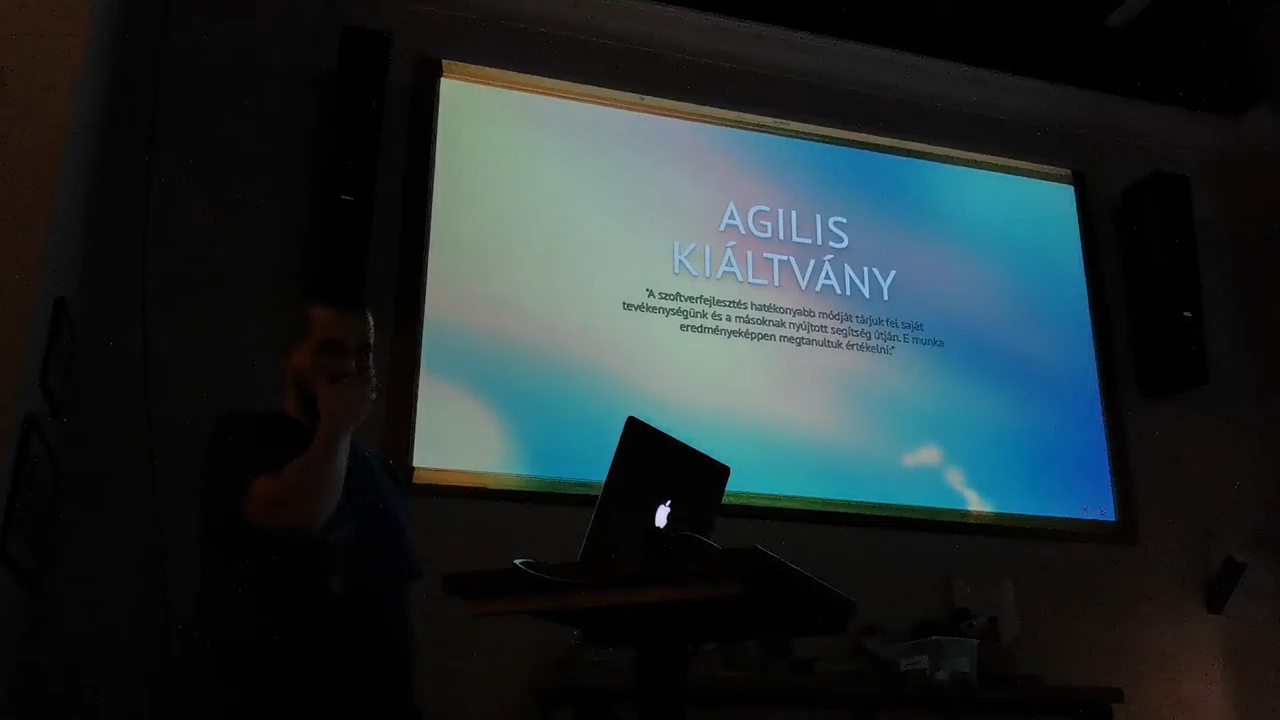 AGILIS
KIÁLTVÁNY
"A szoftverfejlesztés hatékonyabb módját tárjuk fel saját
tevékenységünk és a másoknak nyújtott segítség útján. E munka
eredményeképpen megtanultuk értékelni:"